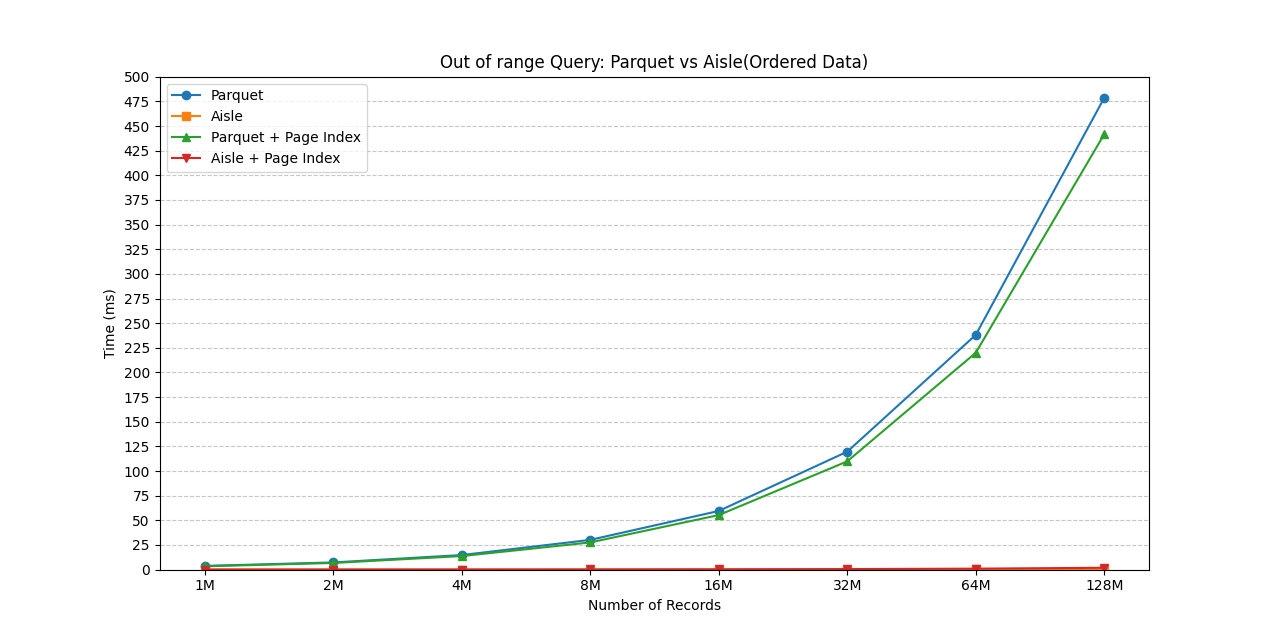 Out of range Query: Parquet vs Aisle(Ordered Data)
Parquet
Aisle
Parquet + Page Index
Aisle + Page Index
Time (ms)
500
475
450
425
400
375
350
325
300
275
250
225
200
175
150
125
100
75
50
25
0
1M 2M 4M 8M 16M 32M 64M 128M
Number of Records